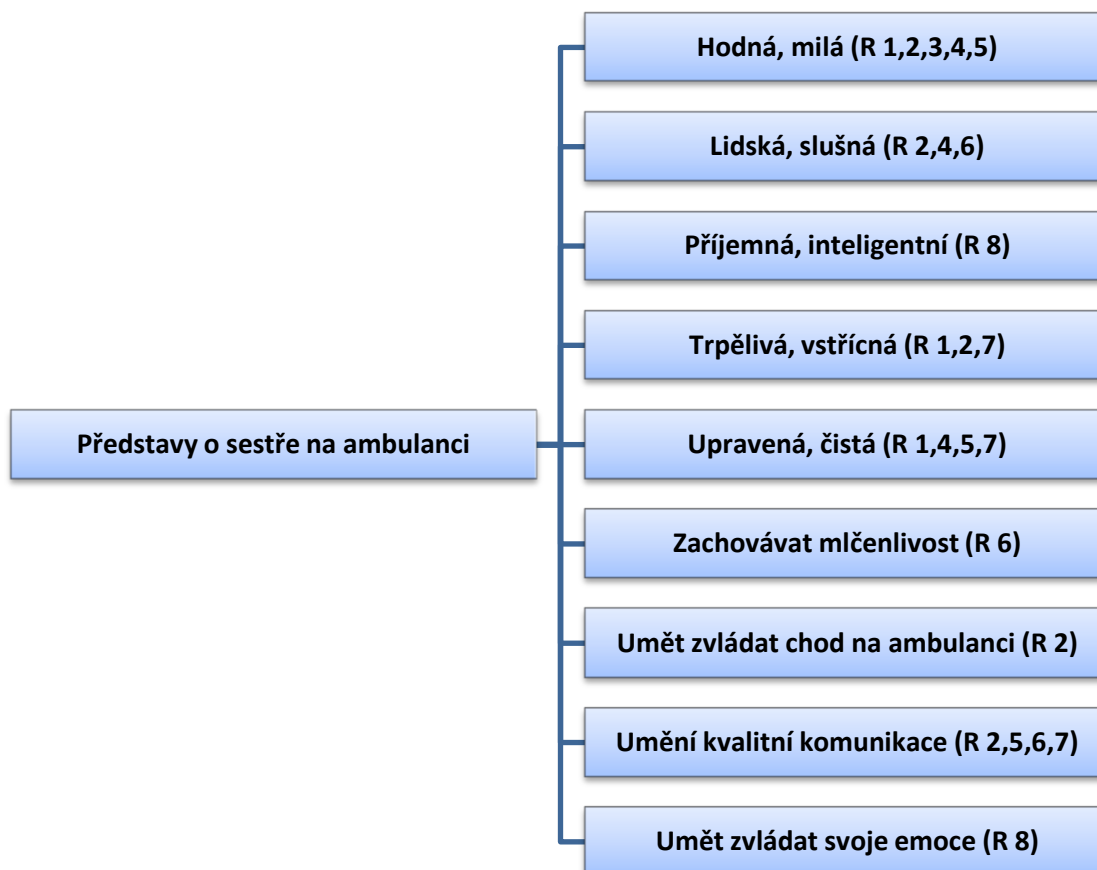 Hodná, milá (R 1,2,3,4,5)
Lidská, slušná (R 2,4,6)
Příjemná, inteligentní (R 8)
Trpělivá, vstřícná (R 1,2,7)
Představy o sestře na ambulanci
Upravená, čistá (R 1,4,5,7)
Zachovávat mlčenlivost (R 6)
Umět zvládat chod na ambulanci (R 2)
Umění kvalitní komunikace (R 2,5,6,7)
Umět zvládat svoje emoce (R 8)